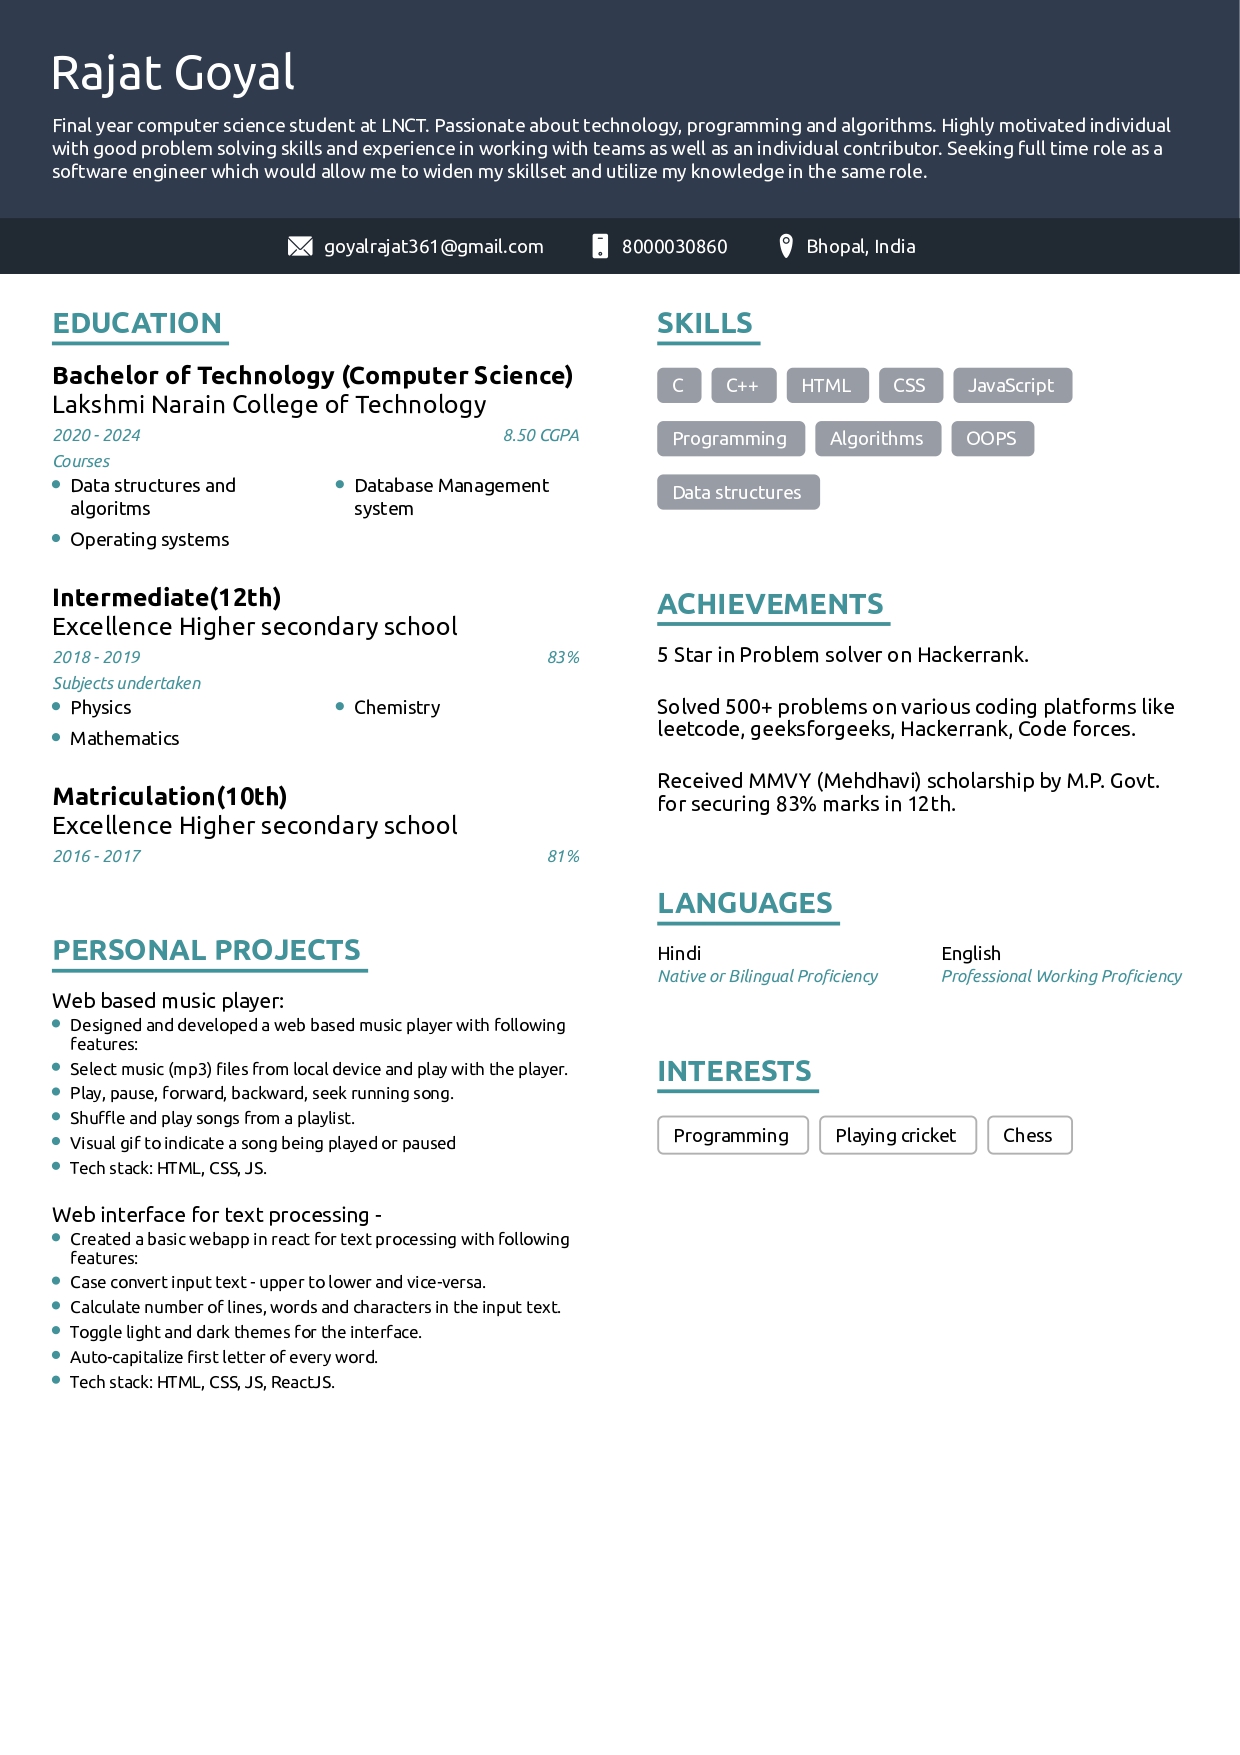 Rajat Goyal
Final year computer science student at LNCT. Passionate about technology, programming and algorithms. Highly motivated individual
with good problem solving skills and experience in working with teams as well as an individual contributor. Seeking full time role as a
software engineer which would allow me to widen my skillset and utilize my knowledge in the same role.
goyalrajat361@gmail.com 8000030860 Bhopal, India
EDUCATION
Bachelor of Technology (Computer Science)
Lakshmi Narain College of Technology
2020 - 2024 8.50 CGPA
Courses
Data structures and
algoritms
Database Management
system
Operating systems
Intermediate(12th)
Excellence Higher secondary school
2018 - 2019 83%
Subjects undertaken
Physics Chemistry
Mathematics
Matriculation(10th)
Excellence Higher secondary school
2016 - 2017 81%
PERSONAL PROJECTS
Web based music player:
Designed and developed a web based music player with following
features:
Select music (mp3) files from local device and play with the player.
Play, pause, forward, backward, seek running song.
Shuffle and play songs from a playlist.
Visual gif to indicate a song being played or paused
Tech stack: HTML, CSS, JS.
Web interface for text processing -
Created a basic webapp in react for text processing with following
features:
Case convert input text - upper to lower and vice-versa.
Calculate number of lines, words and characters in the input text.
Toggle light and dark themes for the interface.
Auto-capitalize first letter of every word.
Tech stack: HTML, CSS, JS, ReactJS.
SKILLS
C C++ HTML CSS JavaScript
Programming Algorithms OOPS
Data structures
ACHIEVEMENTS
5 Star in Problem solver on Hackerrank.
Solved 500+ problems on various coding platforms like
leetcode, geeksforgeeks, Hackerrank, Code forces.
Received MMVY (Mehdhavi) scholarship by M.P. Govt.
for securing 83% marks in 12th.
LANGUAGES
Hindi English
Native or Bilingual Proficiency Professional Working Proficiency
INTERESTS
Programming Playing cricket Chess